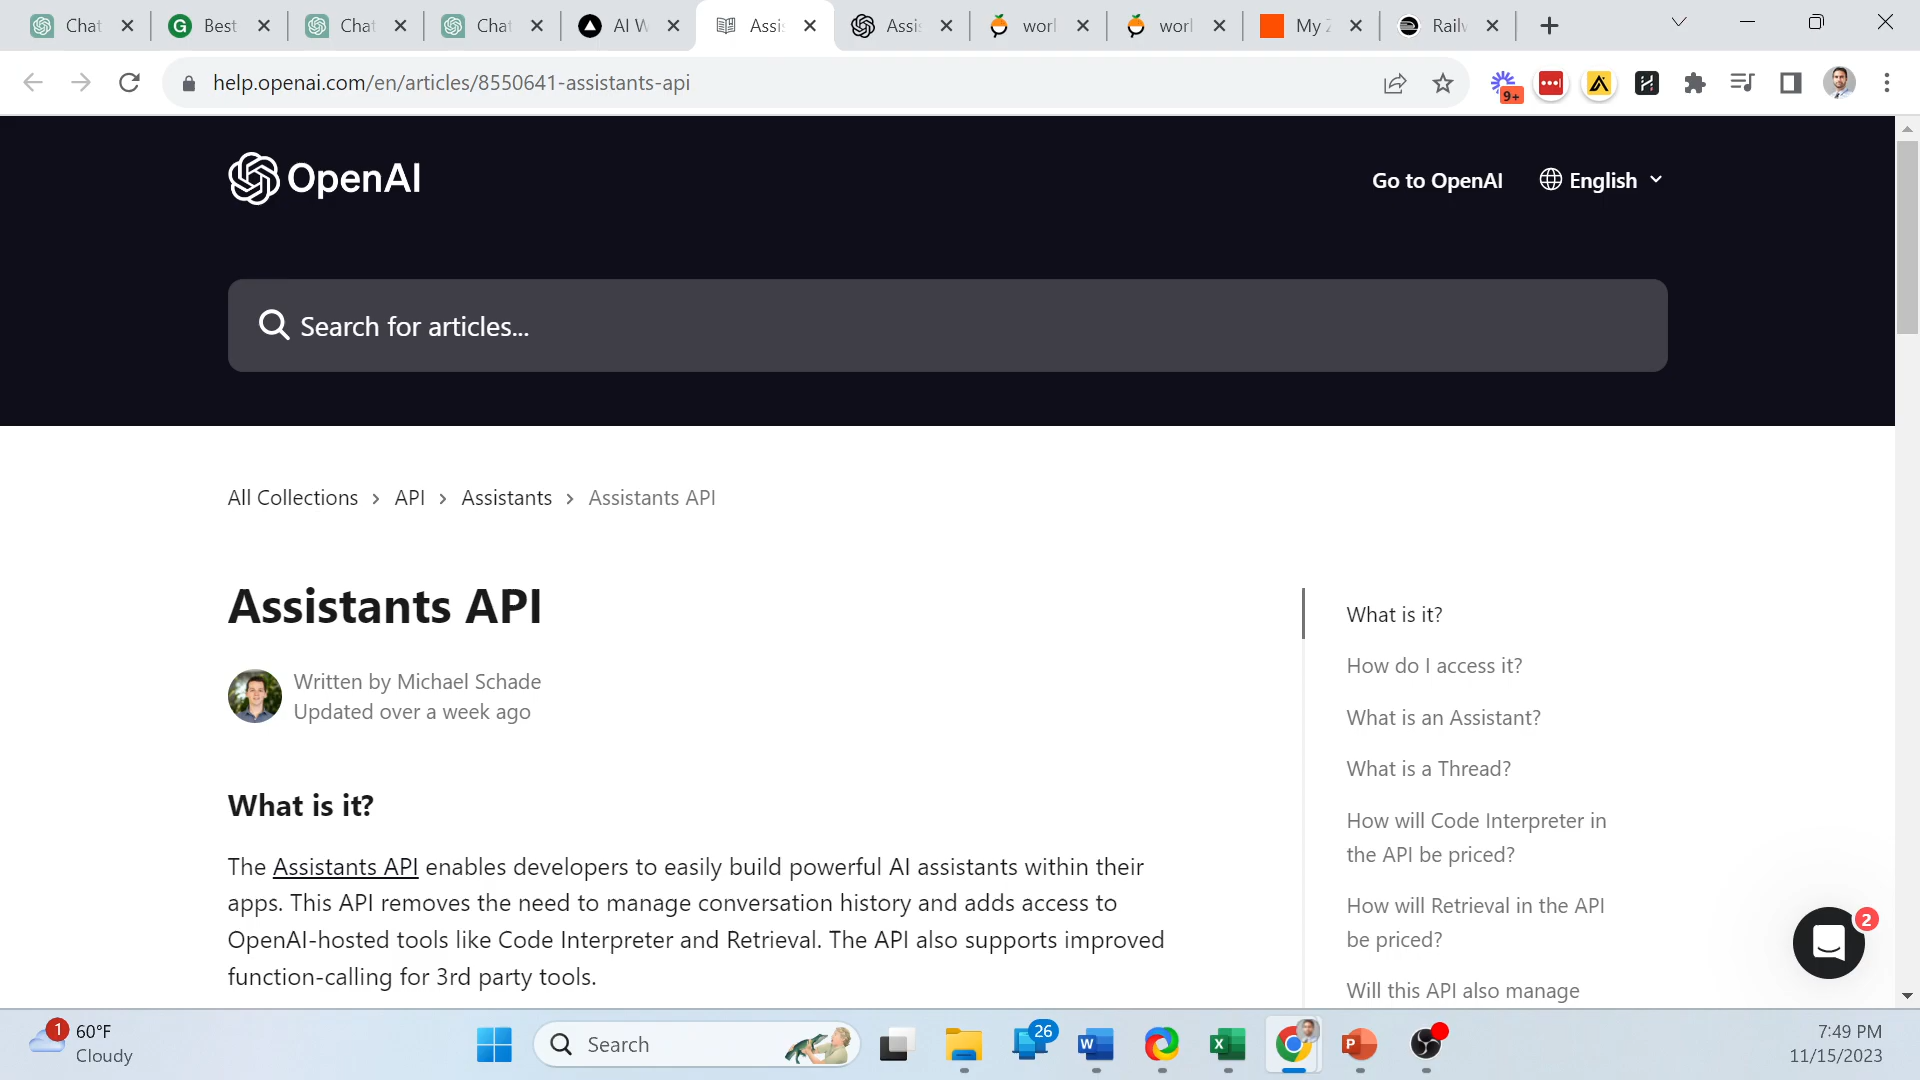 Chat
Best
Chat
Chat
AI W
Assis
Assis
worl
worl
My Z
Railw
help.openai.com/en/articles/8550641-assistants-api
9+
OpenAI
Go to OpenAI
English
Search for articles...
All Collections > API > Assistants > Assistants API
Assistants API
Written by Michael Schade
Updated over a week ago
What is it?
The Assistants API enables developers to easily build powerful AI assistants within their
apps. This API removes the need to manage conversation history and adds access to
OpenAI-hosted tools like Code Interpreter and Retrieval. The API also supports improved
function-calling for 3rd party tools.
What is it?
How do I access it?
What is an Assistant?
What is a Thread?
How will Code Interpreter in
the API be priced?
How will Retrieval in the API
be priced?
Will this API also manage
2
1
60°F
Cloudy
Search
26
7:49 PM
11/15/2023